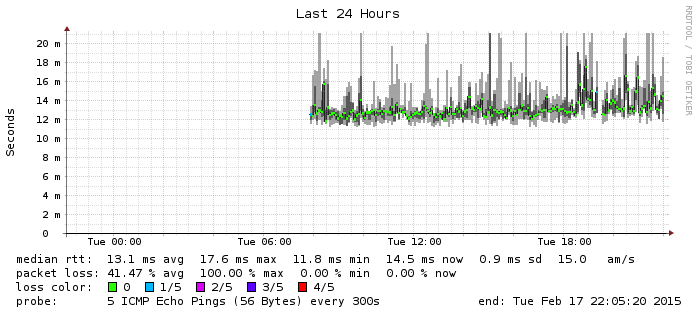 Last 24 Hours
RRDTOOL / TOBI OETIKER
Seconds
20 m
18 m
16 m
14 m
12 m
10 m
8 m
6 m
4 m
2 m
0
Tue 00:00 Tue 06:00 Tue 12:00 Tue 18:00
median rtt: 13.1 ms avg 17.6 ms max 11.8 ms min 14.5 ms now 0.9 ms sd 15.0 am/s
packet loss: 41.47 % avg 100.00 % max 0.00 % min 0.00 % now
loss color: 0 1/5 2/5 3/5 4/5
probe: 5 ICMP Echo Pings (56 Bytes) every 300s end: Tue Feb 17 22:05:20 2015